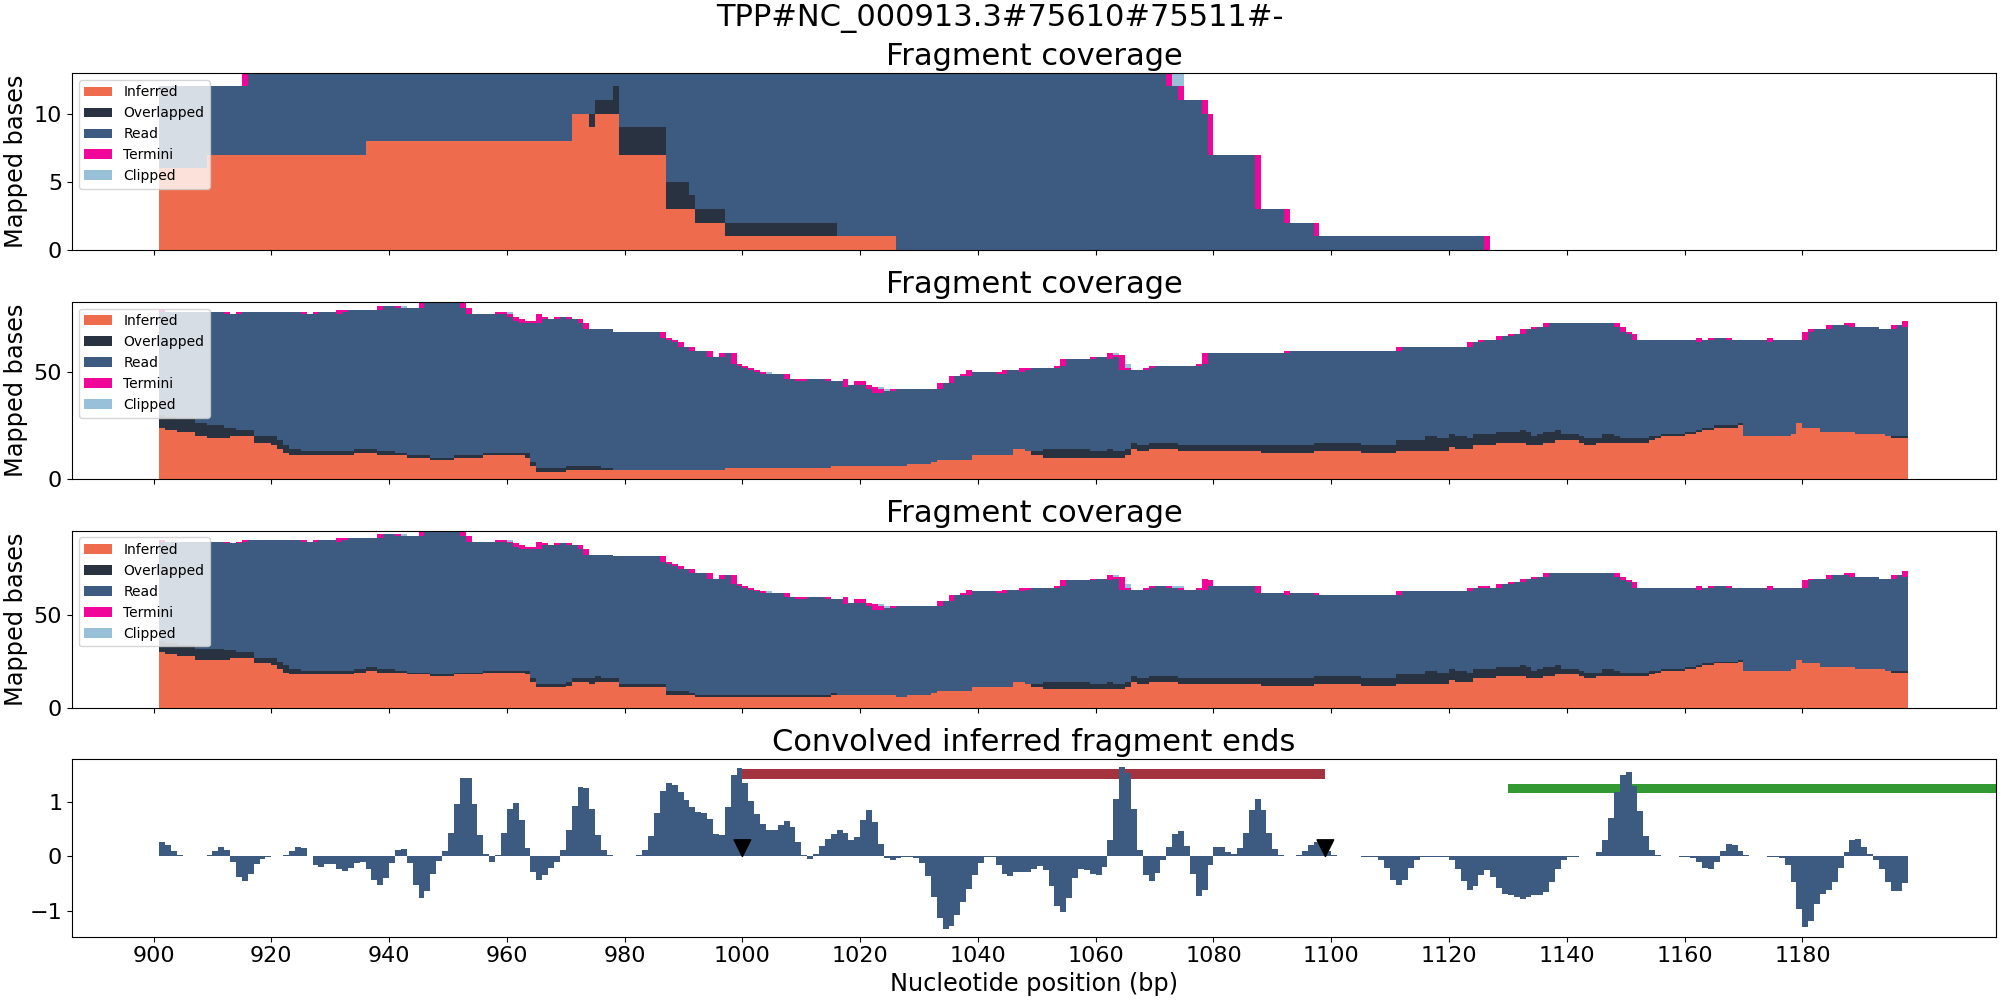 TPP#NC_000913.3#75610#75511#-
Fragment coverage
Mapped bases
10
5
0
Inferred
Overlapped
Read
Termini
Clipped
Fragment coverage
Mapped bases
50
0
Inferred
Overlapped
Read
Termini
Clipped
Fragment coverage
Mapped bases
50
0
Inferred
Overlapped
Read
Termini
Clipped
Convolved inferred fragment ends
1
0
−1
900 920 940 960 980 1000 1020 1040 1060 1080 1100 1120 1140 1160 1180
Nucleotide position (bp)